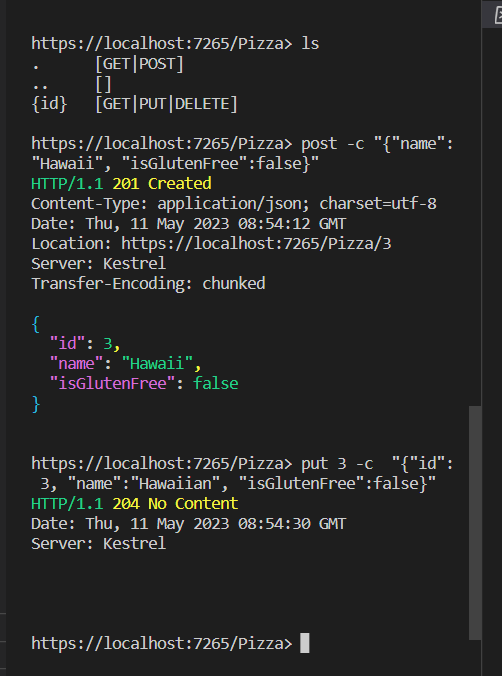 https://localhost:7265/Pizza> ls
.      [GET|POST]
..     []
{id}   [GET|PUT|DELETE]
https://localhost:7265/Pizza> post -c "{"name":
"Hawaii", "isGlutenFree":false}"
HTTP/1.1 201 Created
Content-Type: application/json; charset=utf-8
Date: Thu, 11 May 2023 08:54:12 GMT
Location: https://localhost:7265/Pizza/3
Server: Kestrel
Transfer-Encoding: chunked
{
  "id": 3,
  "name": "Hawaii",
  "isGlutenFree": false
}
https://localhost:7265/Pizza> put 3 -c  "{"id":
 3, "name":"Hawaiian", "isGlutenFree":false}"
HTTP/1.1 204 No Content
Date: Thu, 11 May 2023 08:54:30 GMT
Server: Kestrel
https://localhost:7265/Pizza>